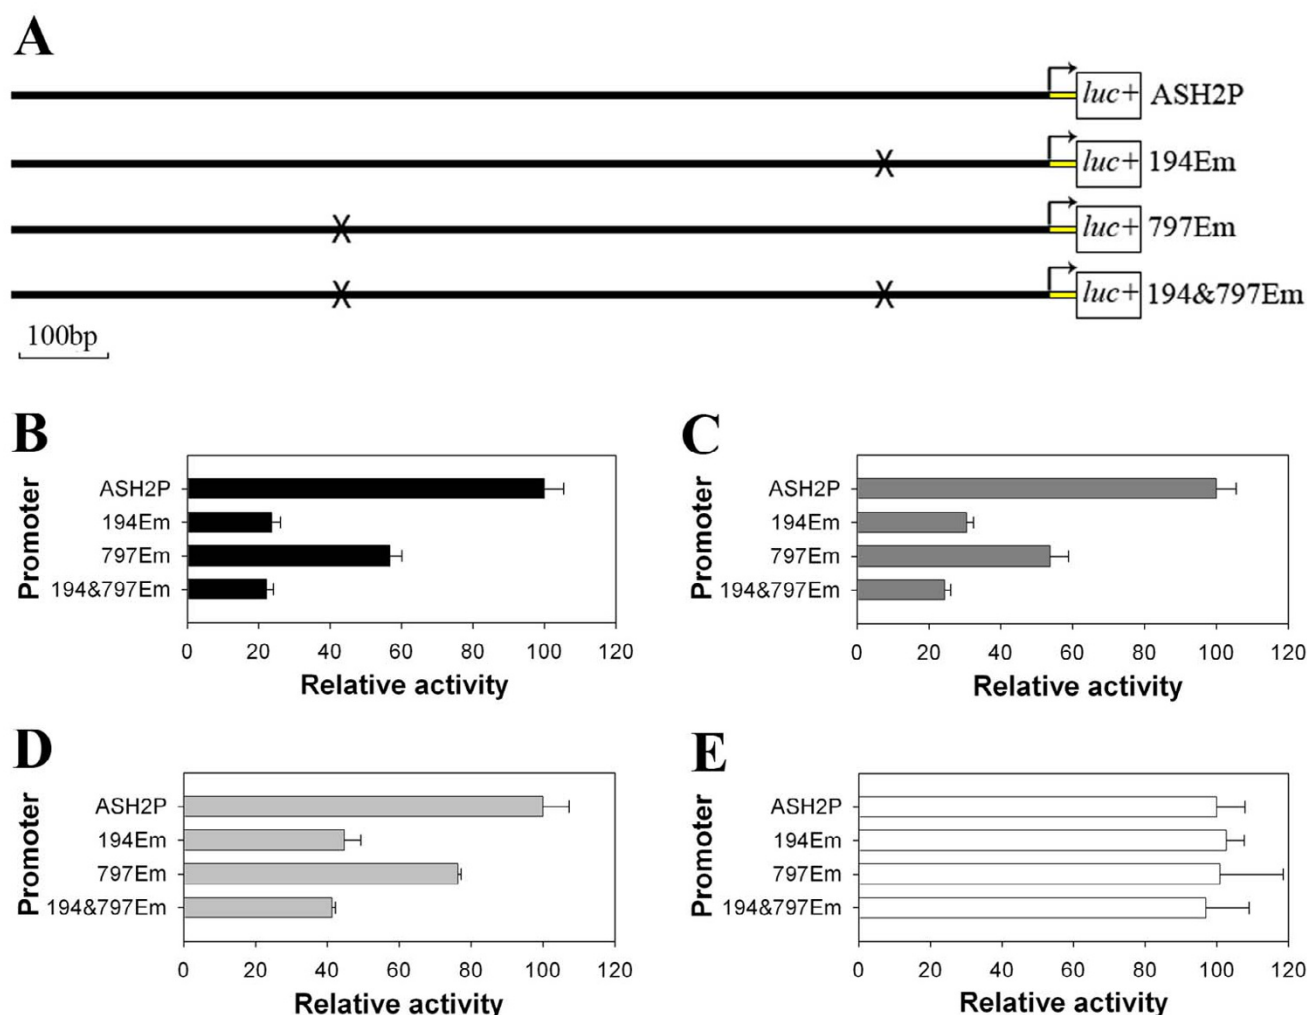 A
luc+ ASH2P
X luc+ 194Em
X luc+ 797Em
X X luc+ 194&797Em
100bp
B
Promoter
ASH2P
194Em
797Em
194&797Em
0 20 40 60 80 100 120
Relative activity
C
Promoter
ASH2P
194Em
797Em
194&797Em
0 20 40 60 80 100 120
Relative activity
D
Promoter
ASH2P
194Em
797Em
194&797Em
0 20 40 60 80 100 120
Relative activity
E
Promoter
ASH2P
194Em
797Em
194&797Em
0 20 40 60 80 100 120
Relative activity